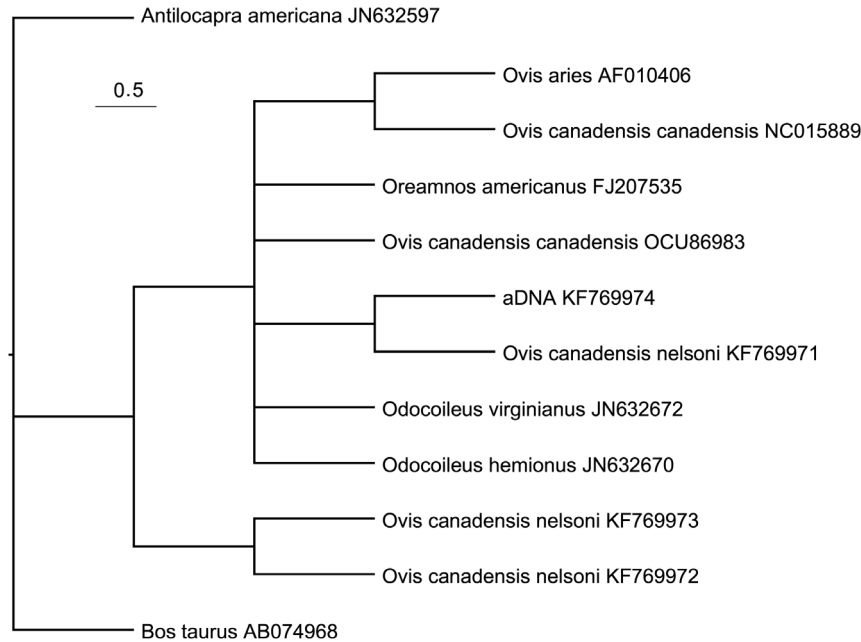 Antilocapra americana JN632597
0.5
Ovis aries AF010406
Ovis canadensis canadensis NC015889
Oreamnos americanus FJ207535
Ovis canadensis canadensis OCU86983
aDNA KF769974
Ovis canadensis nelsoni KF769971
Odocoileus virginianus JN632672
Odocoileus hemionus JN632670
Ovis canadensis nelsoni KF769973
Ovis canadensis nelsoni KF769972
Bos taurus AB074968